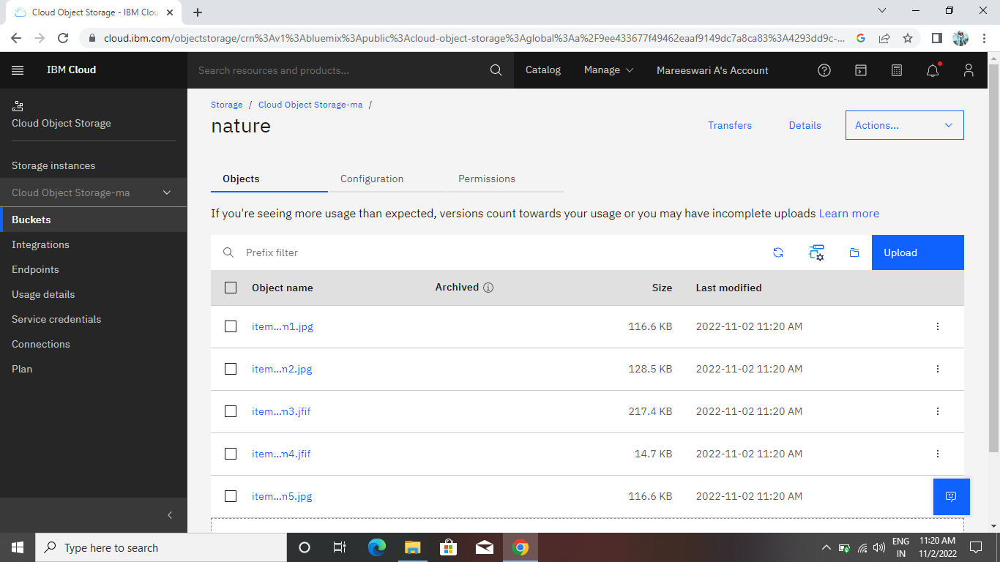 Cloud Object Storage - IBM Clou
cloud.ibm.com/objectstorage/crn%3Av1%3Abluemix%3Apublic%3Acloud-object-storage%3Aglobal%3Aa%2F9ee433677f49462eaaf9149dc7a8ca83%3A4293dd9c-...
IBM Cloud
Search resources and products...
Catalog
Manage
Mareeswari A's Account
Cloud Object Storage
Storage instances
Cloud Object Storage-ma
Buckets
Integrations
Endpoints
Usage details
Service credentials
Connections
Plan
Storage / Cloud Object Storage-ma /
nature
Transfers
Details
Actions...
Objects
Configuration
Permissions
If you're seeing more usage than expected, versions count towards your usage or you may have incomplete uploads Learn more
Prefix filter
Upload
Object name Archived Size Last modified
item...n1.jpg 116.6 KB 2022-11-02 11:20 AM
item...n2.jpg 128.5 KB 2022-11-02 11:20 AM
item...n3.jfif 217.4 KB 2022-11-02 11:20 AM
item...n4.jfif 14.7 KB 2022-11-02 11:20 AM
item...n5.jpg 116.6 KB 2022-11-02 11:20 AM
Type here to search
ENG
IN
11:20 AM
11/2/2022